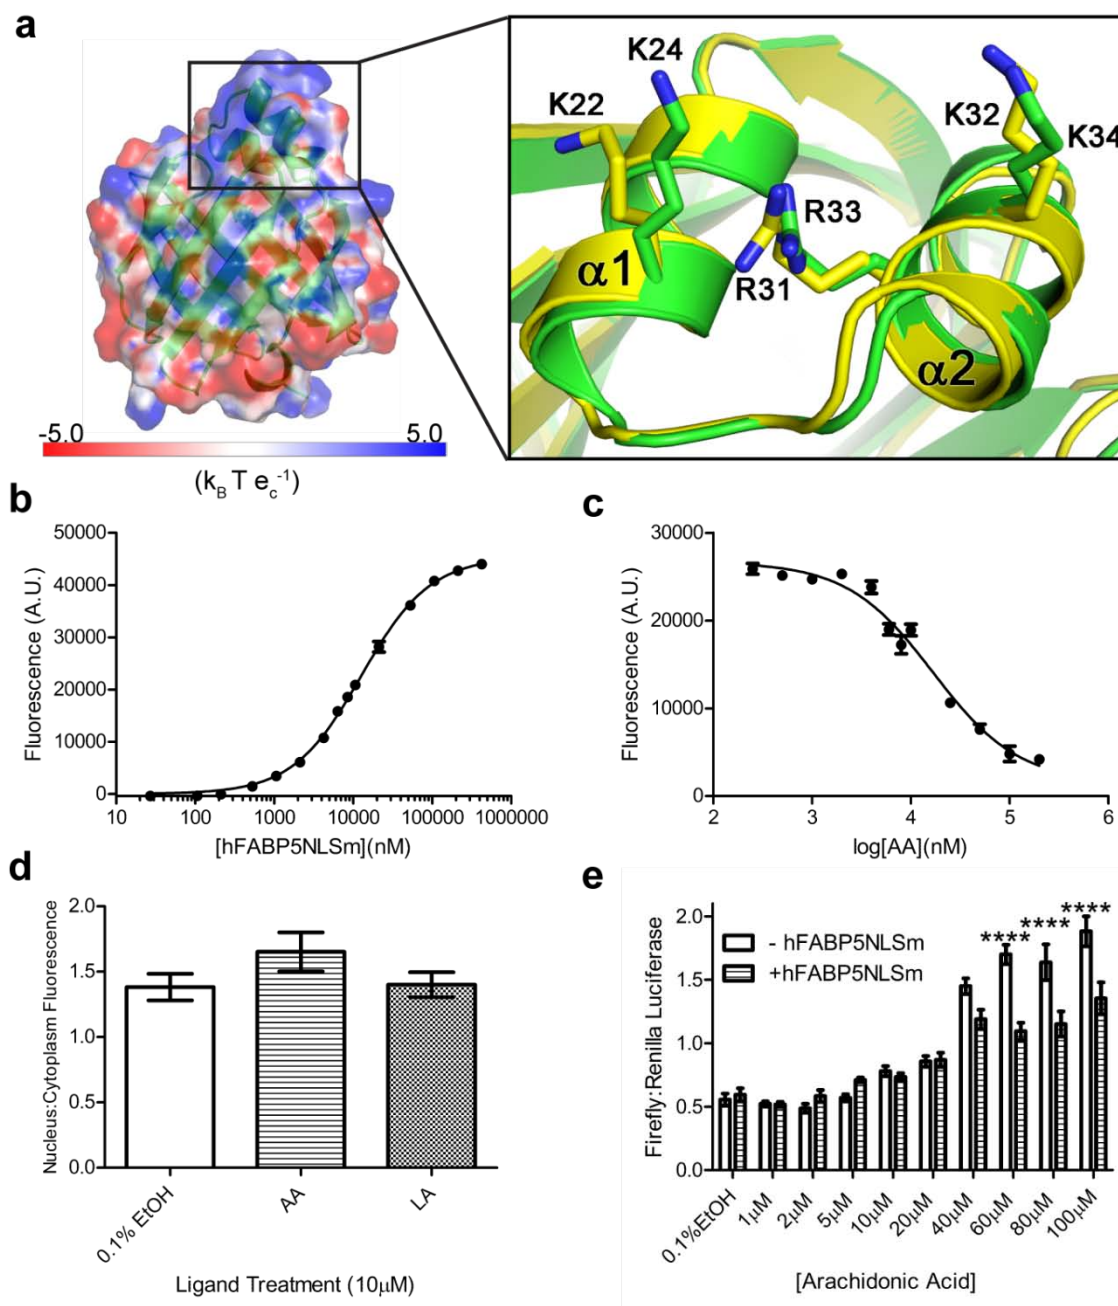 a
K24
K22
K32
K34
R33
α1
R31
α2
-5.0
5.0
(k_B T e_c^-1)
b
c
50000
40000
30000
20000
10000
0
Fluorescence (A.U.)
10
100
1000
10000
100000
1000000
[hFABP5NLSm](nM)
30000
20000
10000
0
Fluorescence (A.U.)
2
3
4
5
6
log[AA](nM)
d
e
2.0
1.5
1.0
0.5
0.0
Nucleus:Cytoplasm Fluorescence
0.1% EtOH
AA
LA
Ligand Treatment (10μM)
2.0
1.5
1.0
0.5
0.0
Firefly:Renilla Luciferase
- hFABP5NLSm
+hFABP5NLSm
****
****
****
0.1%EtOH
1μM
2μM
5μM
10μM
20μM
40μM
60μM
80μM
100μM
[Arachidonic Acid]